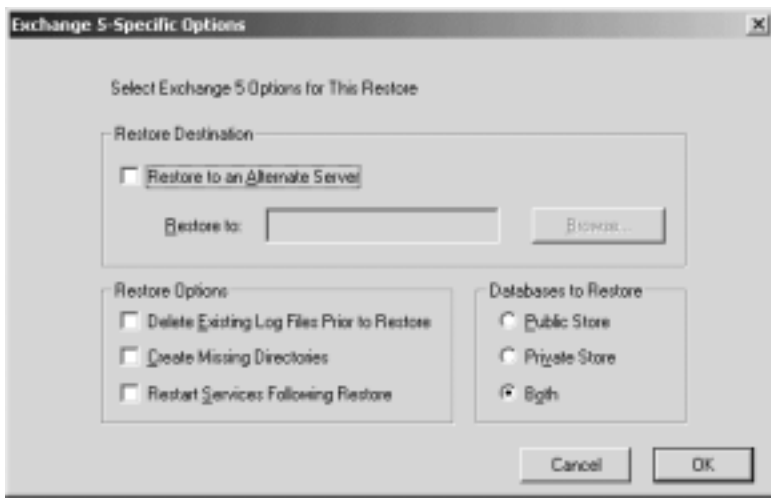 Exchange 5-Specific Options
Select Exchange 5 Options for This Restore
Restore Destination
Restore to an Alternate Server
Restore to:
Browse...
Restore Options
Delete Existing Log Files Prior to Restore
Create Missing Directories
Restart Services Following Restore
Databases to Restore
Public Store
Private Store
Both
Cancel
OK